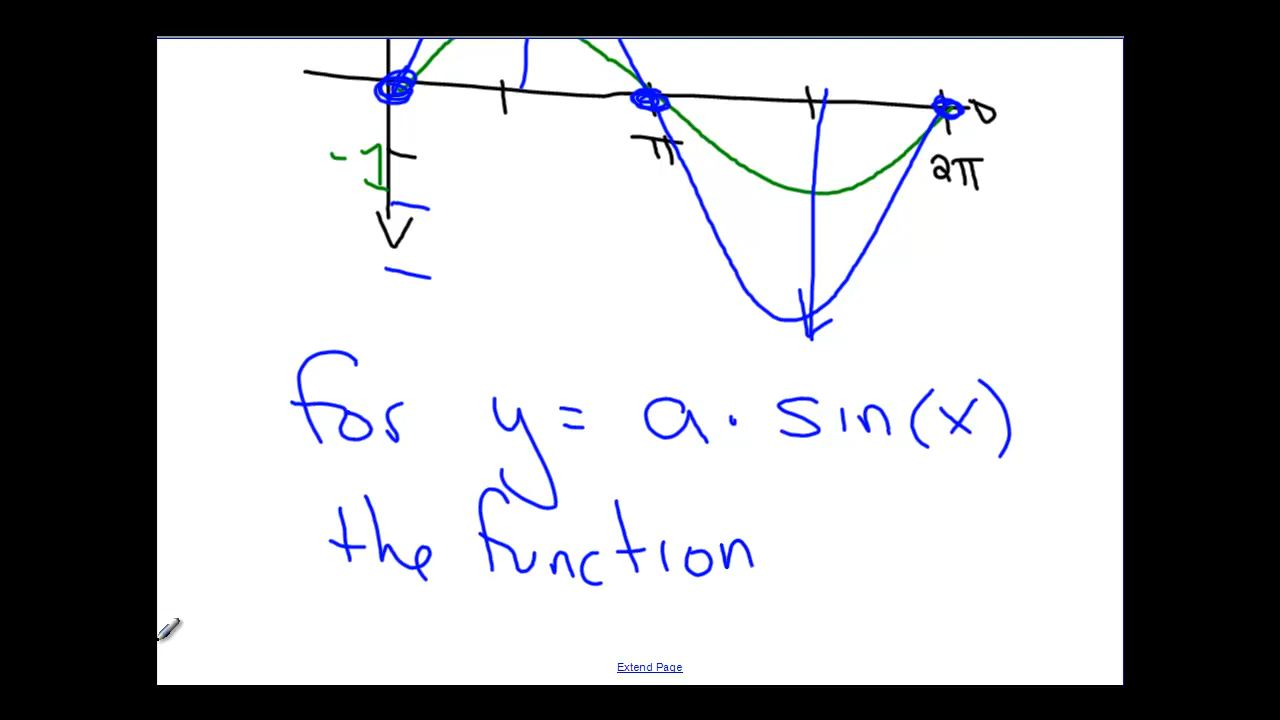 -1
π
2π
for y = a · sin(x)
the function
Extend Page